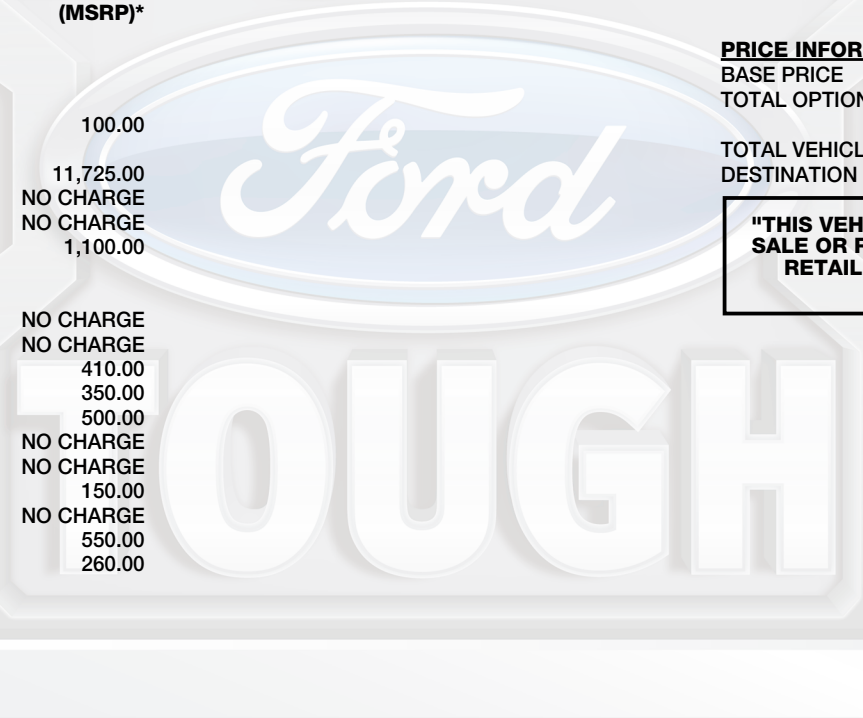 (MSRP)*
100.00
11,725.00
NO CHARGE
NO CHARGE
1,100.00
NO CHARGE
NO CHARGE
410.00
350.00
500.00
NO CHARGE
NO CHARGE
150.00
NO CHARGE
550.00
260.00
Ford
TOUGH
PRICE INFOR
BASE PRICE
TOTAL OPTION
TOTAL VEHICL
DESTINATION
"THIS VEH
SALE OR F
RETAIL